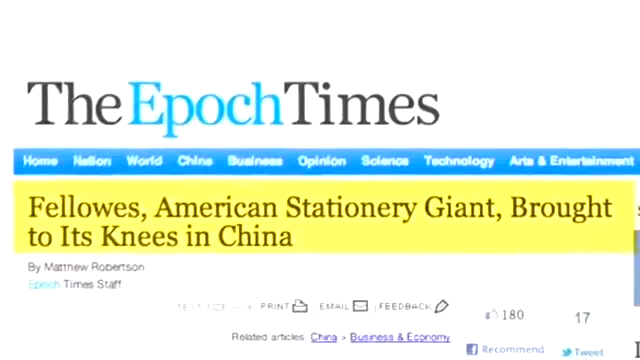 The Epoch Times
Home Nation World China Business Opinion Science Technology Arts & Entertainment
Fellowes, American Stationery Giant, Brought
to Its Knees in China
By Matthew Robertson
Epoch Times Staff
TEXT SIZE PRINT EMAIL FEEDBACK
180 17
Related articles: China > Business & Economy
Recommend Tweet